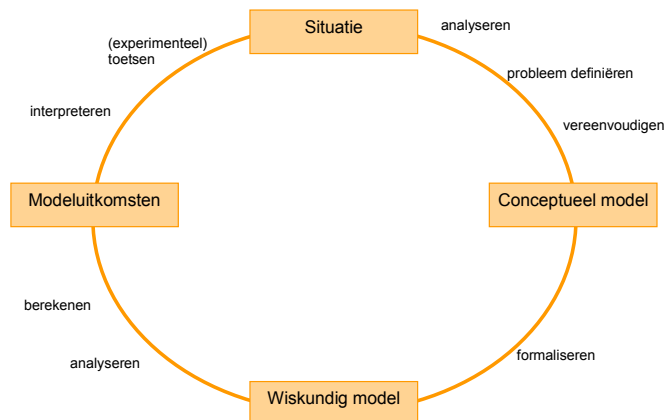 Situatie
analyseren
probleem definiëren
vereenvoudigen
Conceptueel model
formaliseren
Wiskundig model
analyseren
berekenen
Modeluitkomsten
interpreteren
(experimenteel)
toetsen